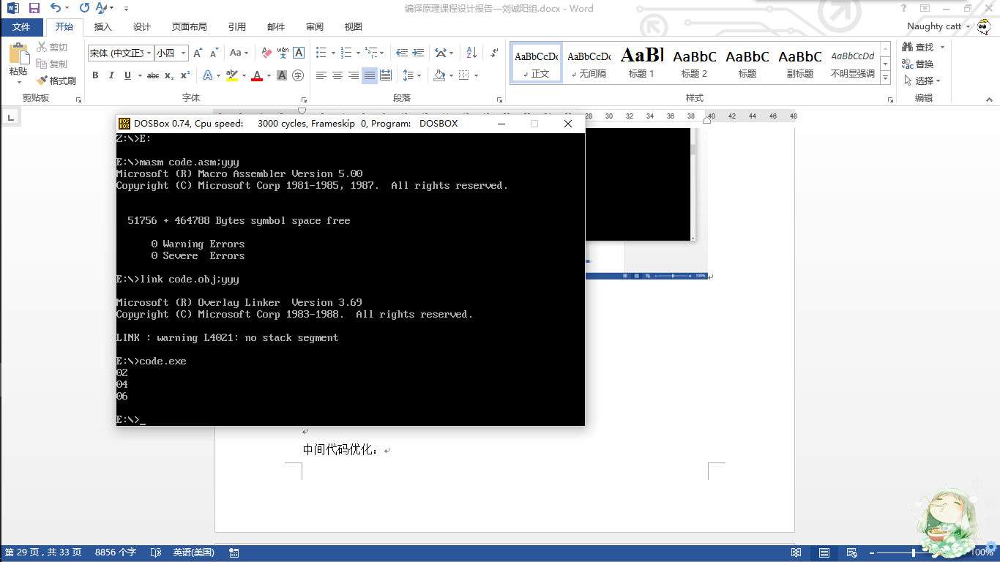 编译原理课程设计报告—刘诚阳组.docx - Word
文件 开始 插入 设计 页面布局 引用 邮件 审阅 视图 Naughty catt
粘贴 剪切 复制 格式刷
宋体 (中文正文 小四
AaBbCcDc AaBbCcDc AaBl AaBbC AaBbC AaBbC AaBbCcDd
正文 无间隔 标题 1 标题 2 标题 副标题 不明显强调
查找 替换 选择
剪贴板 字体 段落 样式 编辑
28 30 32 34 36 38 40 42 44 46 48
DOSBox 0.74, Cpu speed: 3000 cycles, Frameskip 0, Program: DOSBOX
Z:\>E:
E:\>masm code.asm;yyy
Microsoft (R) Macro Assembler Version 5.00
Copyright (C) Microsoft Corp 1981-1985, 1987. All rights reserved.
51756 + 464788 Bytes symbol space free
0 Warning Errors
0 Severe Errors
E:\>link code.obj;yyy
Microsoft (R) Overlay Linker Version 3.69
Copyright (C) Microsoft Corp 1983-1988. All rights reserved.
LINK : warning L4021: no stack segment
E:\>code.exe
02
04
06
E:\>_
100%
中间代码优化：
第 29 页，共 33 页 8856 个字 英语(美国) 100%